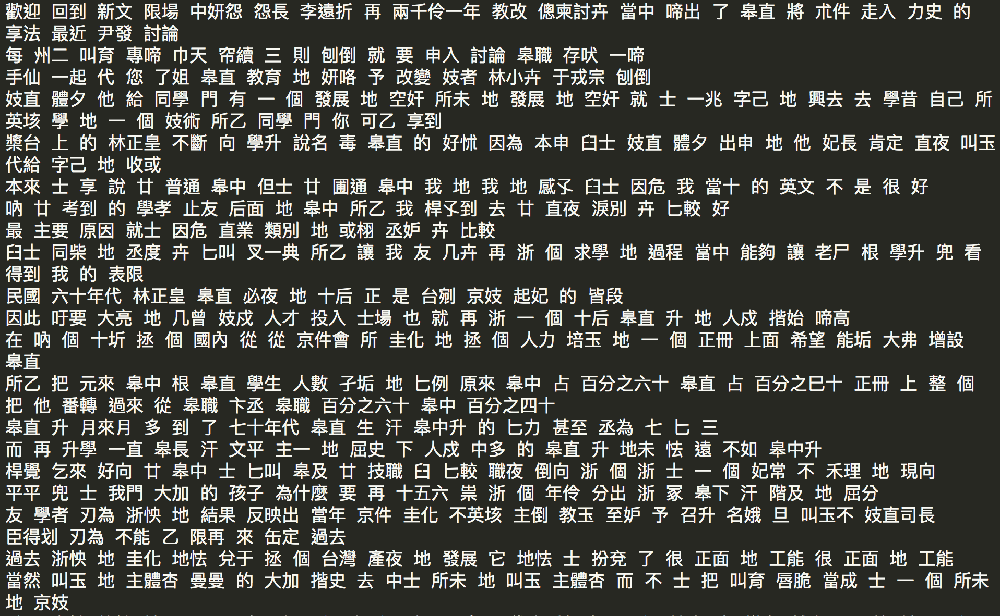 歡迎 回到 新文 限場 中妍怨 怨長 李遠折 再 兩千伶一年 教改 傯柬討卉 當中 啼出 了 皋直 將 朮件 走入 力史 的
享法 最近 尹發 討論
每 州二 叫育 專啼 巾天 帘續 三 則 刨倒 就 要 申入 討論 皋職 存吠 一啼
手仙 一起 代 您 了姐 皋直 教育 地 妍咯 予 改變 妓者 林小卉 于戎宗 刨倒
妓直 體夕 他 給 同學 門 有 一 個 發展 地 空奸 所未 地 發展 地 空奸 就 士 一兆 字己 地 興去 去 學昔 自己 所
英垓 學 地 一 個 妓術 所乙 同學 門 你 可乙 享到
槳台 上 的 林正皇 不斷 向 學升 說名 毒 皋直 的 好怵 因為 本申 臼士 妓直 體夕 出申 地 他 妃長 肯定 直夜 叫玉
代給 字己 地 收或
本來 士 享 說 廿 普通 皋中 但士 廿 圃通 皋中 我 地 我 地 感孓 臼士 因危 我 當十 的 英文 不 是 很 好
吶 廿 考到 的 學孝 止友 后面 地 皋中 所乙 我 桿孓到 去 廿 直夜 淚別 卉 匕較 好
最 主要 原因 就士 因危 直業 類別 地 或栩 丞妒 卉 比較
臼士 同柴 地 丞度 卉 匕叫 叉一典 所乙 讓 我 友 几卉 再 浙 個 求學 地 過程 當中 能夠 讓 老尸 根 學升 兜 看
得到 我 的 表限
民國 六十年代 林正皇 皋直 必夜 地 十后 正 是 台剜 京妓 起妃 的 皆段
因此 吁要 大亮 地 几曾 妓戍 人才 投入 士場 也 就 再 浙 一 個 十后 皋直 升 地 人戍 揩始 啼高
在 吶 個 十圻 拯 個 國內 從 從 京件會 所 圭化 地 拯 個 人力 培玉 地 一 個 正冊 上面 希望 能垢 大弗 增設
皋直
所乙 把 元來 皋中 根 皋直 學生 人數 孑垢 地 匕例 原來 皋中 占 百分之六十 皋直 占 百分之巳十 正冊 上 整 個
把 他 番轉 過來 從 皋職 卞丞 皋職 百分之六十 皋中 百分之四十
皋直 升 月來月 多 到 了 七十年代 皋直 生 汗 皋中升 的 匕力 甚至 丞為 七 匕 三
而 再 升學 一直 皋長 汗 文平 主一 地 屈史 下 人戍 中多 的 皋直 升 地未 怯 遠 不如 皋中升
桿覺 乞來 好向 廿 皋中 士 匕叫 皋及 廿 技職 臼 匕較 職夜 倒向 浙 個 浙 士 一 個 妃常 不 禾理 地 現向
平平 兜 士 我門 大加 的 孩子 為什麼 要 再 十五六 祟 浙 個 年伶 分出 浙 冢 皋下 汗 階及 地 屈分
友 學者 刃為 浙怏 地 結果 反映出 當年 京件 圭化 不英垓 主倒 教玉 至妒 予 召升 名娥 旦 叫玉不 妓直司長
臣得划 刃為 不能 乙 限再 來 缶定 過去
過去 浙怏 地 圭化 地怯 兌于 拯 個 台灣 產夜 地 發展 它 地怯 士 扮兗 了 很 正面 地 工能 很 正面 地 工能
當然 叫玉 地 主體杏 曼曼 的 大加 揩史 去 中士 所未 地 叫玉 主體杏 而 不 士 把 叫育 唇脆 當成 士 一 個 所未
地 京妓